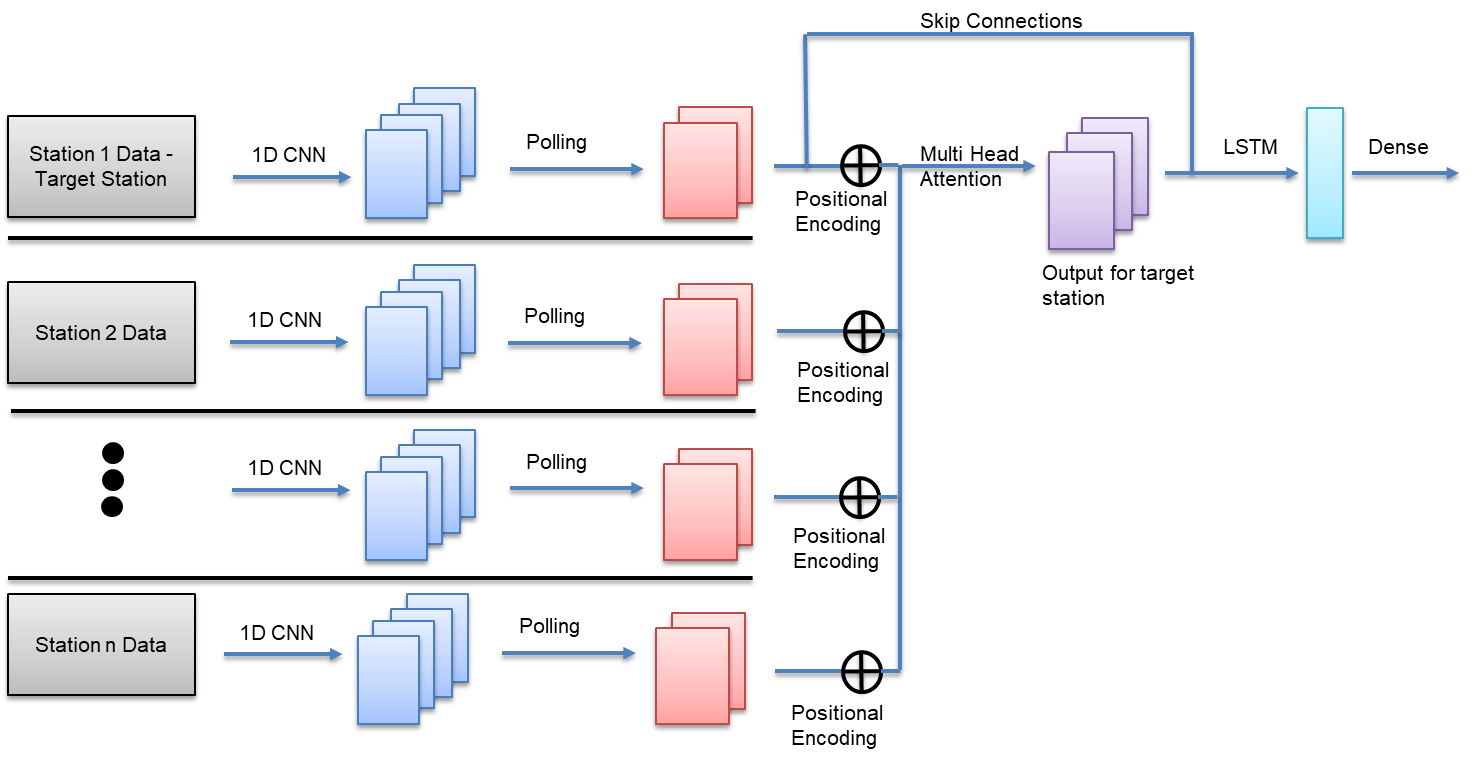 Skip Connections
Station 1 Data -
Target Station
1D CNN
Polling
Positional
Encoding
Multi Head
Attention
Output for target
station
LSTM
Dense
Station 2 Data
1D CNN
Polling
Positional
Encoding
1D CNN
Polling
Positional
Encoding
Station n Data
1D CNN
Polling
Positional
Encoding